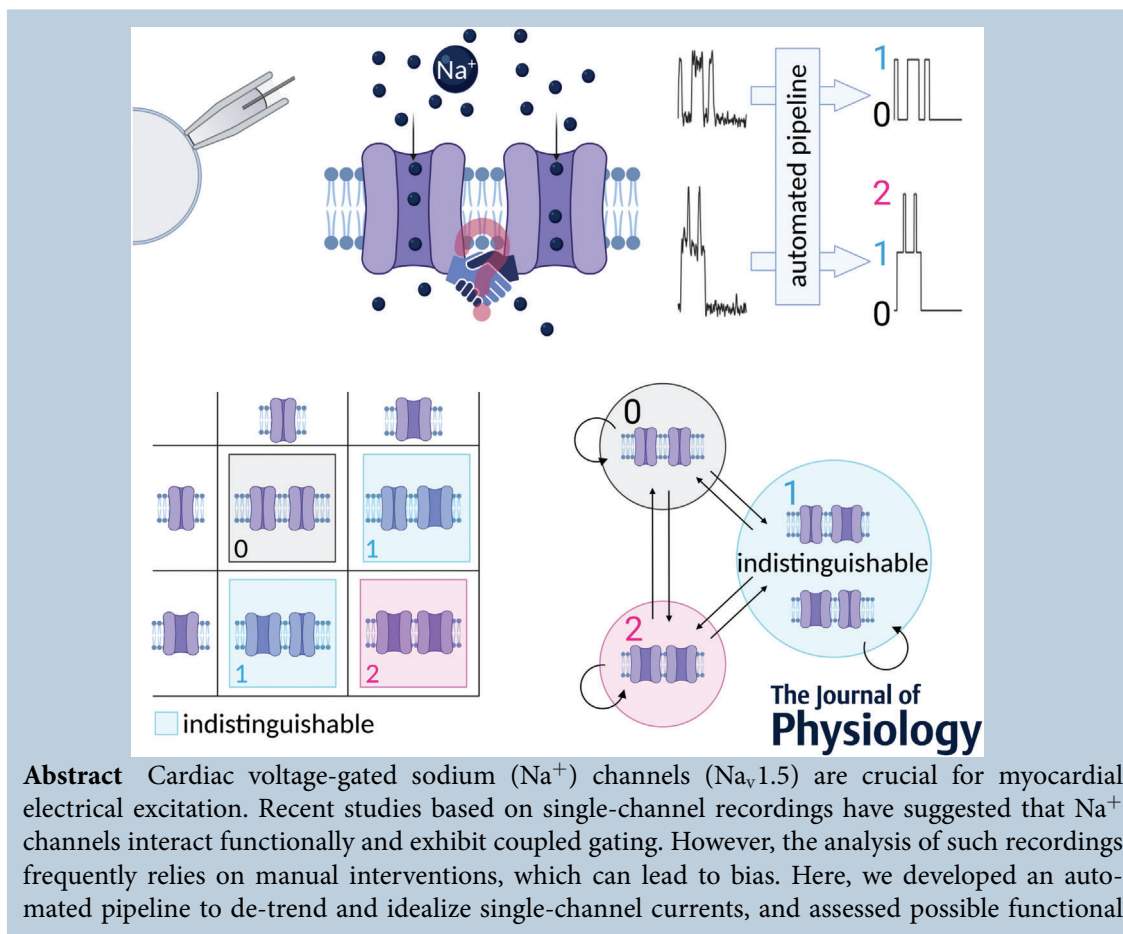 Na+
1
0
automated pipeline
2
1
0
0
1
1
2
indistinguishable
0
1
indistinguishable
2
The Journal of
Physiology
Abstract Cardiac voltage-gated sodium (Na+) channels (Nav1.5) are crucial for myocardial
electrical excitation. Recent studies based on single-channel recordings have suggested that Na+
channels interact functionally and exhibit coupled gating. However, the analysis of such recordings
frequently relies on manual interventions, which can lead to bias. Here, we developed an auto-
mated pipeline to de-trend and idealize single-channel currents, and assessed possible functional